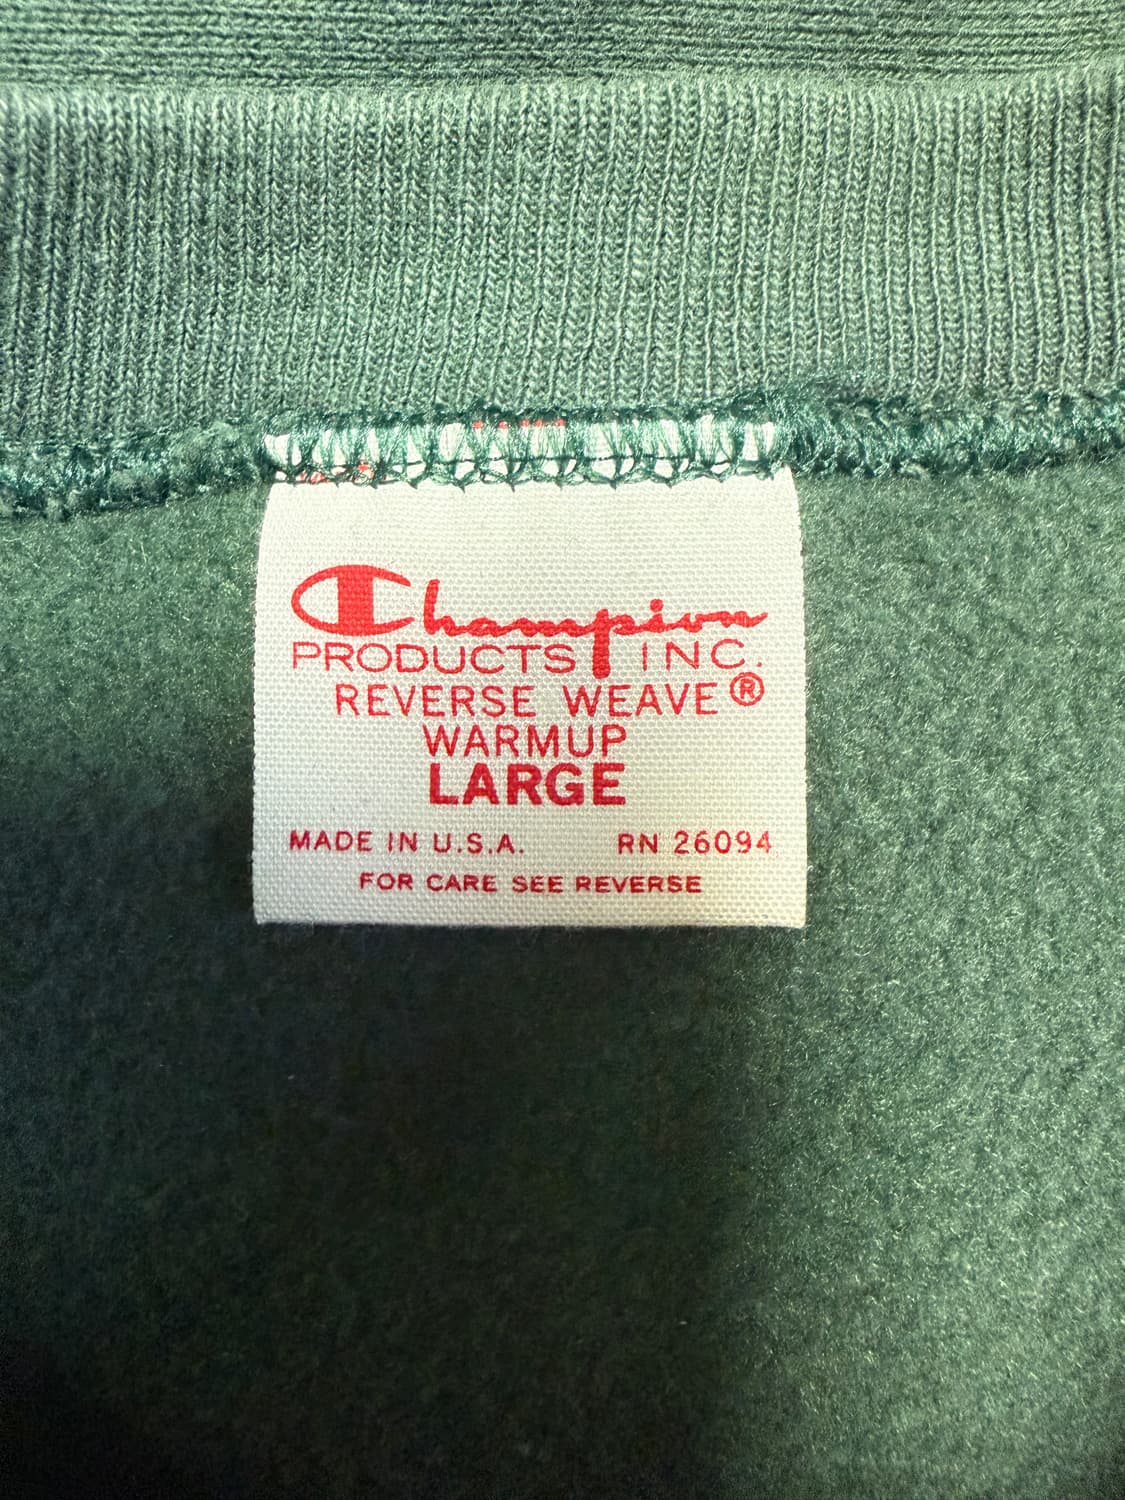 Champion
PRODUCTS INC.
REVERSE WEAVE®
WARMUP
LARGE
MADE IN U.S.A. RN 26094
FOR CARE SEE REVERSE